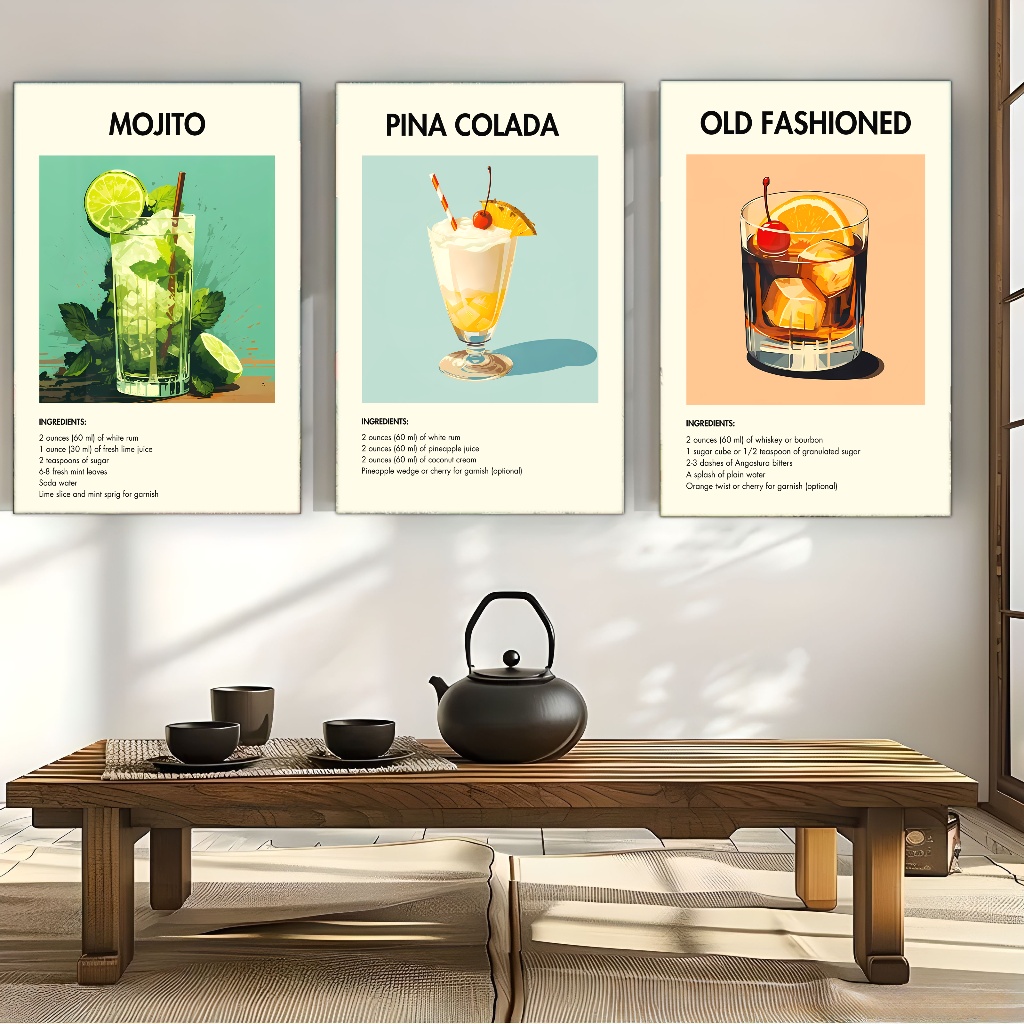 MOJITO
INGREDIENTS:
2 ounces (60 ml) of white rum
1 ounce (30 ml) of fresh lime juice
2 teaspoons of sugar
6-8 fresh mint leaves
Soda water
Lime slice and mint sprig for garnish
PINA COLADA
INGREDIENTS:
2 ounces (60 ml) of white rum
2 ounces (60 ml) of pineapple juice
2 ounces (60 ml) of coconut cream
Pineapple wedge or cherry for garnish (optional)
OLD FASHIONED
INGREDIENTS:
2 ounces (60 ml) of whiskey or bourbon
1 sugar cube or 1/2 teaspoon of granulated sugar
2-3 dashes of Angostura bitters
A splash of plain water
Orange twist or cherry for garnish (optional)